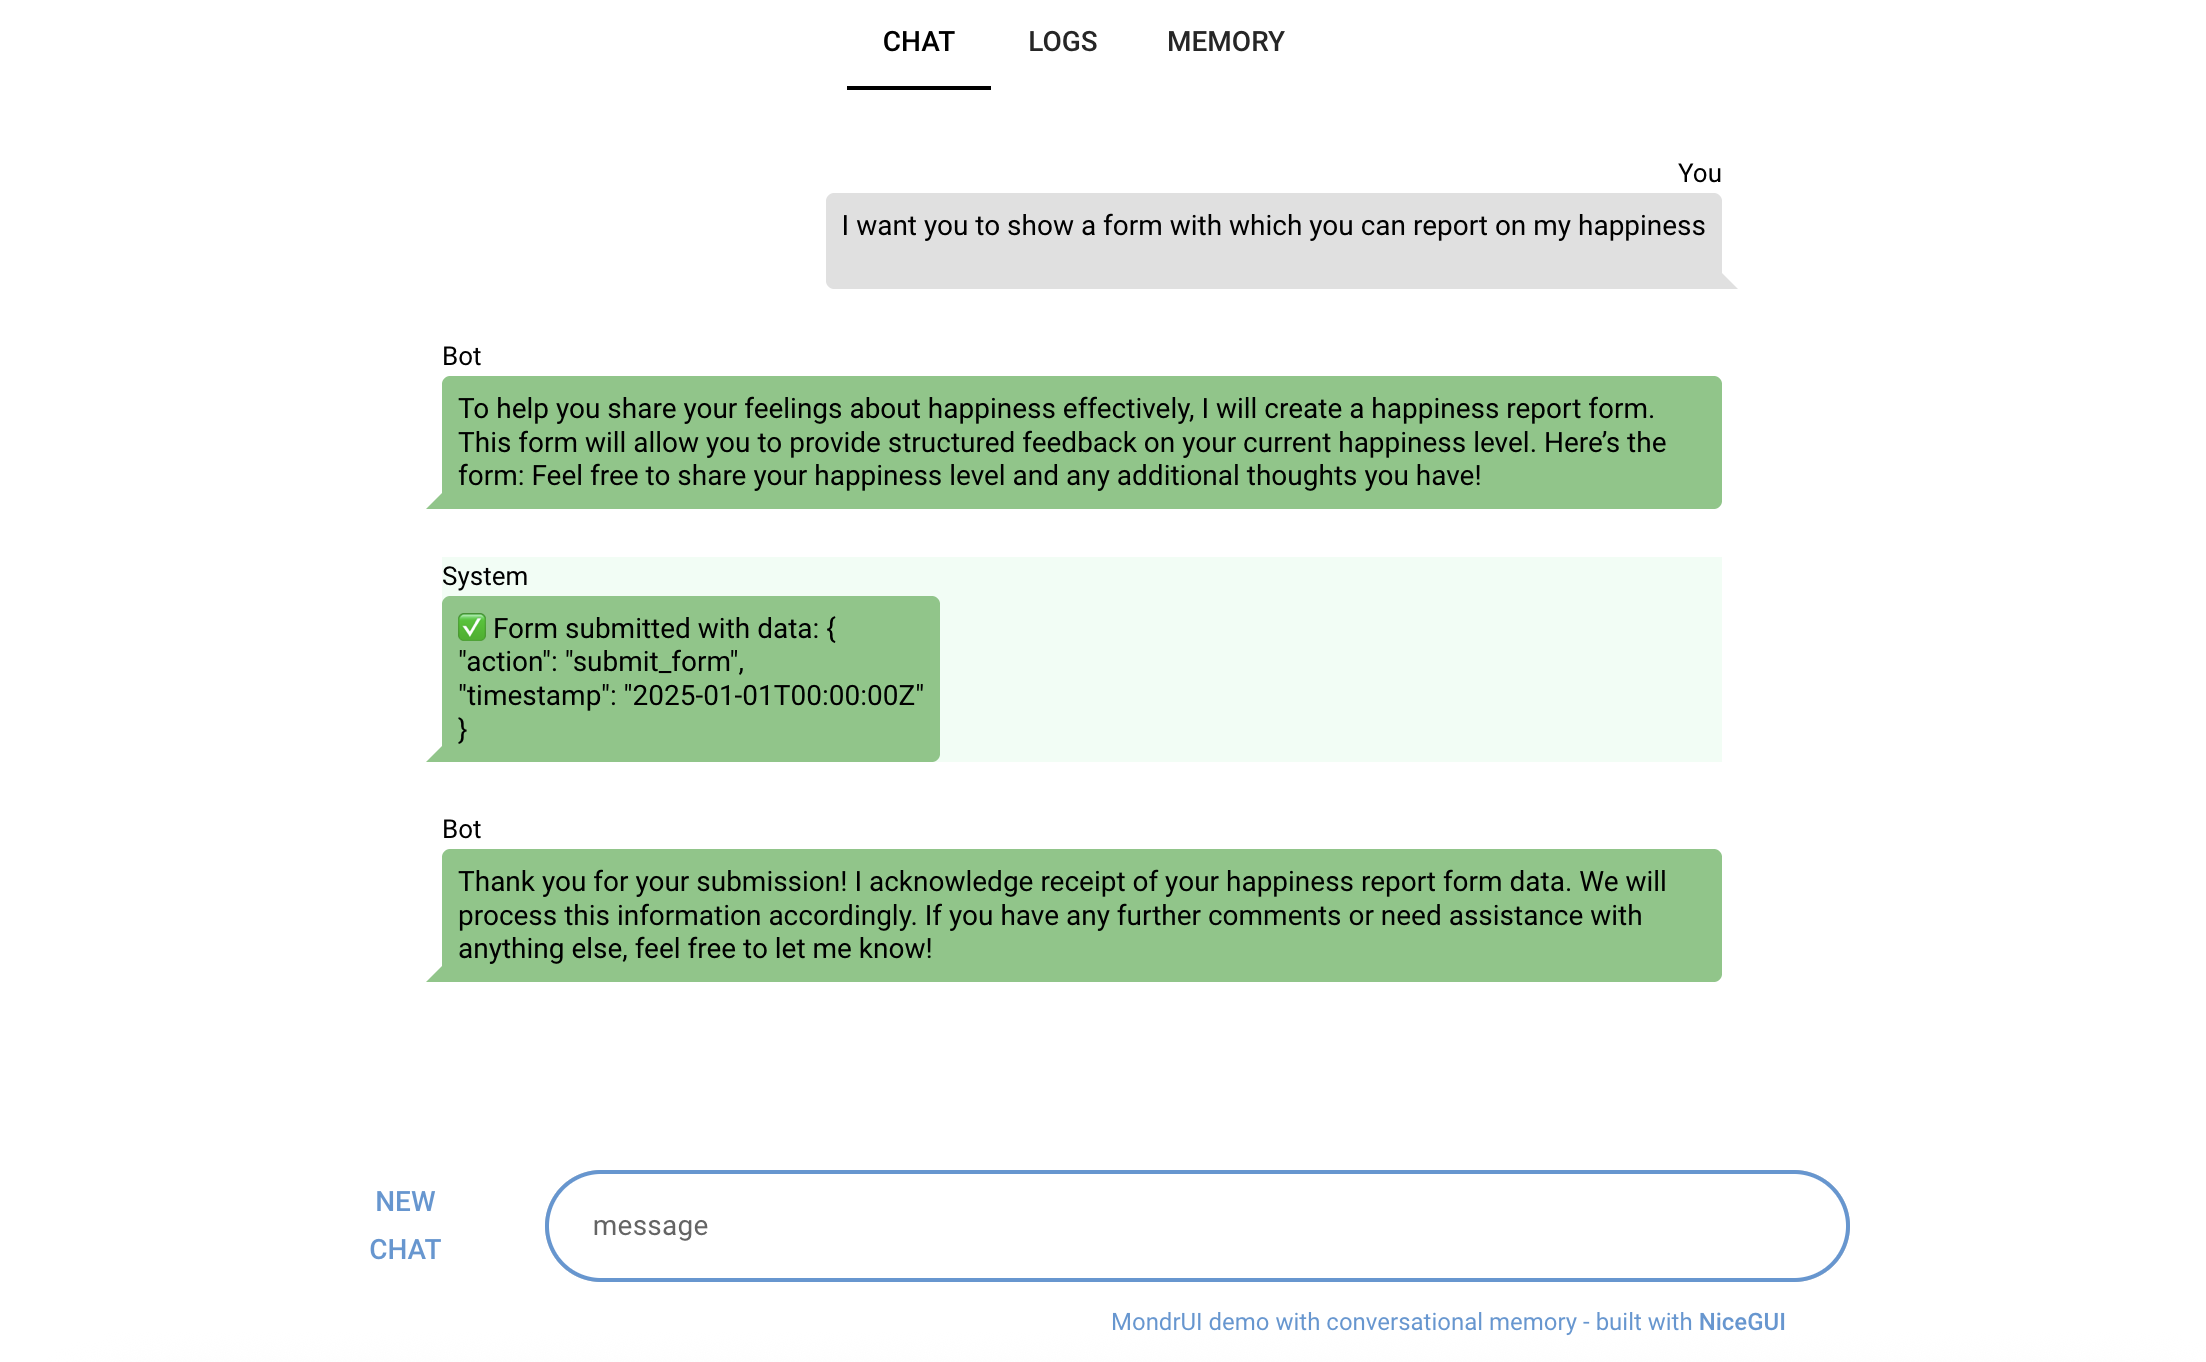 CHAT LOGS MEMORY
You
I want you to show a form with which you can report on my happiness
Bot
To help you share your feelings about happiness effectively, I will create a happiness report form.
This form will allow you to provide structured feedback on your current happiness level. Here’s the
form: Feel free to share your happiness level and any additional thoughts you have!
System
✅ Form submitted with data: {
"action": "submit_form",
"timestamp": "2025-01-01T00:00:00Z"
}
Bot
Thank you for your submission! I acknowledge receipt of your happiness report form data. We will
process this information accordingly. If you have any further comments or need assistance with
anything else, feel free to let me know!
NEW
CHAT
message
MondrUI demo with conversational memory - built with NiceGUI